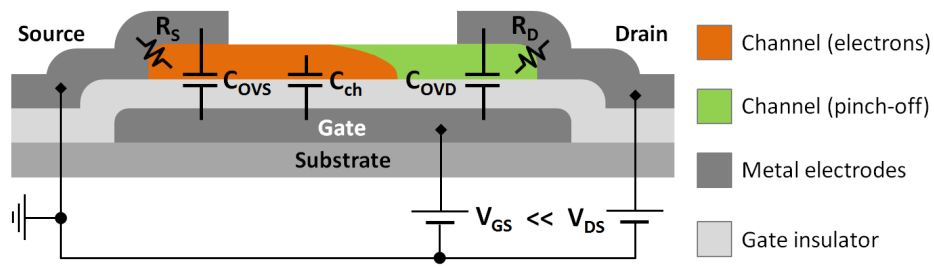 Source
R_S
R_D
Drain
Channel (electrons)
C_OVS
C_ch
C_OVD
Channel (pinch-off)
Gate
Substrate
Metal electrodes
V_GS << V_DS
Gate insulator